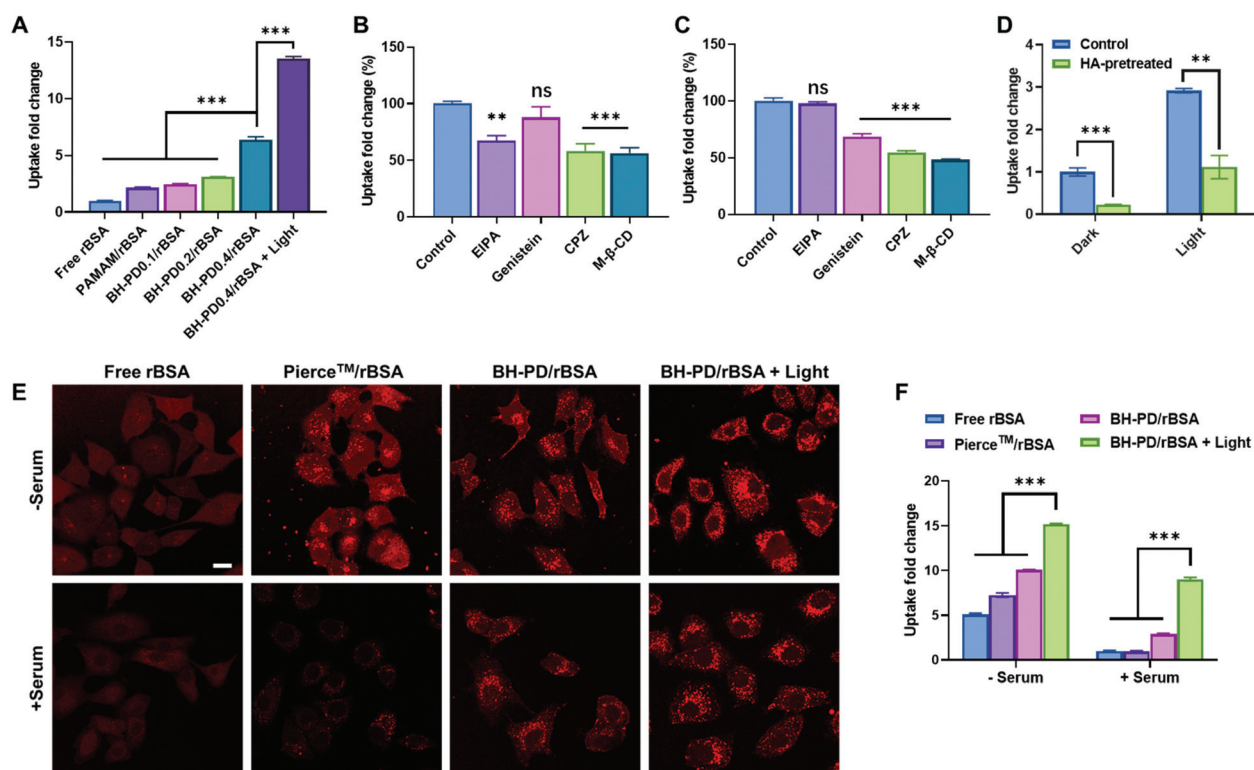 A
Uptake fold change
15
10
5
0
***
***
Free rBSA
PAMAM/rBSA
BH-PD0.1/rBSA
BH-PD0.2/rBSA
BH-PD0.4/rBSA
BH-PD0.4/rBSA + Light
B
Uptake fold change (%)
150
100
50
0
**
ns
***
Control
EIPA
Genistein
CPZ
M-β-CD
C
Uptake fold change (%)
150
100
50
0
ns
***
Control
EIPA
Genistein
CPZ
M-β-CD
D
Control
HA-pretreated
Uptake fold change
4
3
2
1
0
***
**
Dark
Light
E
Free rBSA
Pierce™/rBSA
BH-PD/rBSA
BH-PD/rBSA + Light
-Serum
+Serum
F
Free rBSA
BH-PD/rBSA
Pierce™/rBSA
BH-PD/rBSA + Light
Uptake fold change
20
15
10
5
0
***
***
- Serum
+ Serum